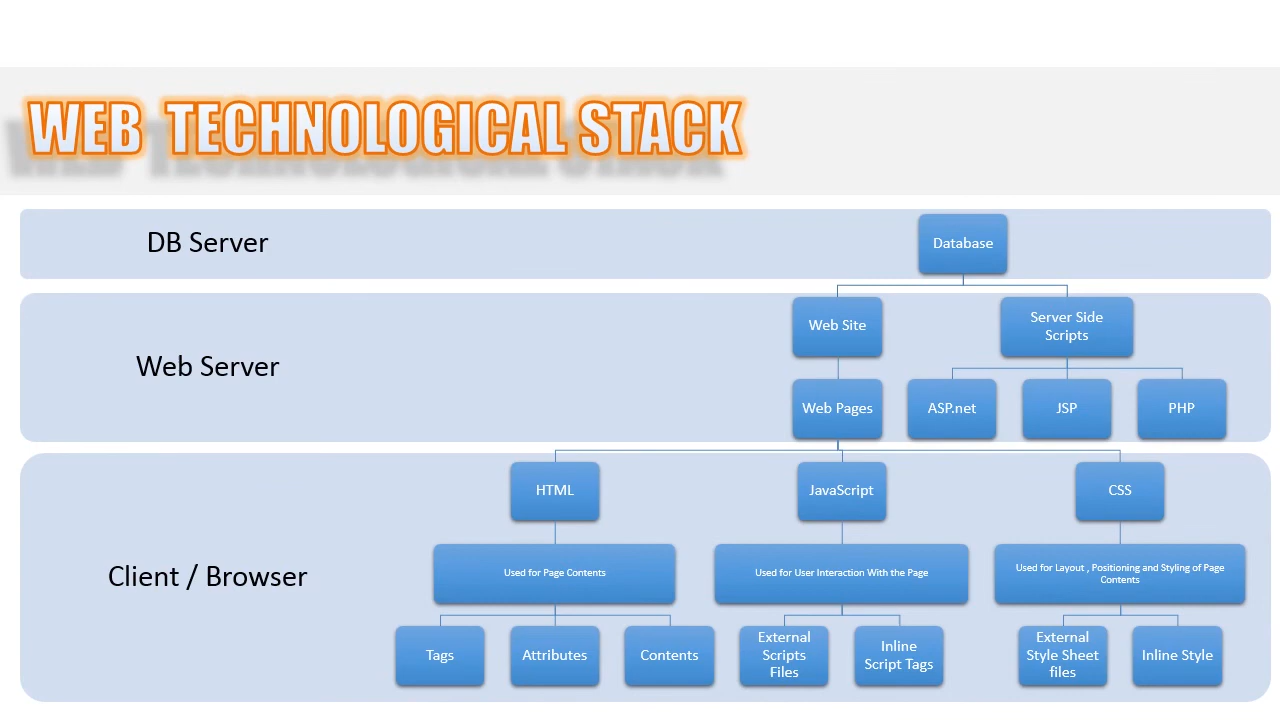 WEB TECHNOLOGICAL STACK
DB Server
Database
Web Server
Web Site
Server Side
Scripts
Web Pages
ASP.net
JSP
PHP
Client / Browser
HTML
JavaScript
CSS
Used for Page Contents
Used for User Interaction With the Page
Used for Layout , Positioning and Styling of Page
Contents
Tags
Attributes
Contents
External
Scripts
Files
Inline
Script Tags
External
Style Sheet
files
Inline Style